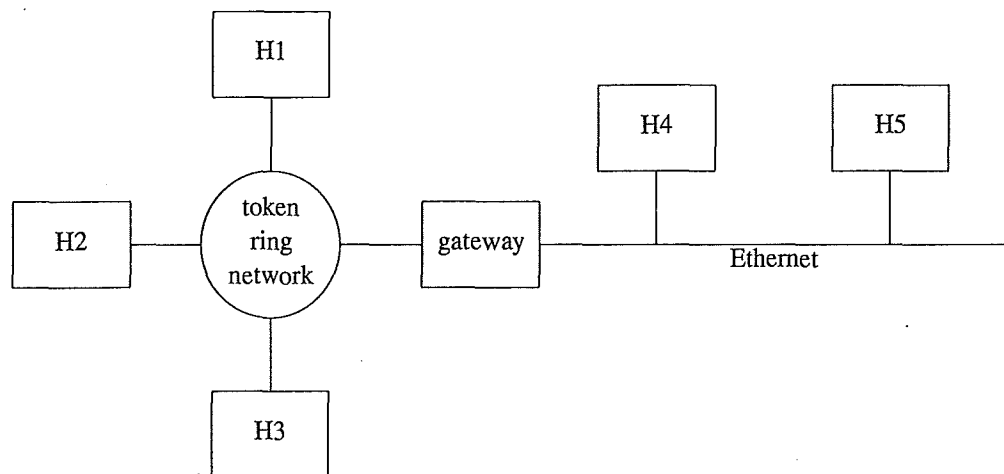 H1
H4
H5
H2
token
ring
network
gateway
Ethernet
H3